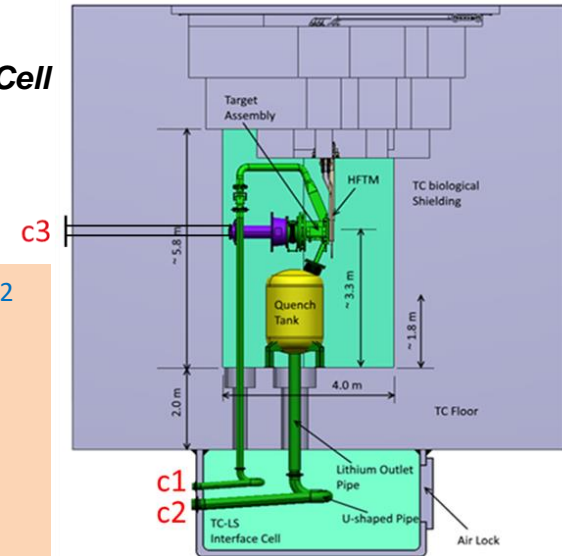 Cell
Target
Assembly
HFTM
TC biological
Shielding
c3
~ 5.8 m
2
Quench
Tank
~ 3.3 m
~ 1.8 m
4.0 m
2.0 m
TC Floor
Lithium Outlet
Pipe
c1
c2
U-shaped Pipe
TC-LS
Interface Cell
Air Lock